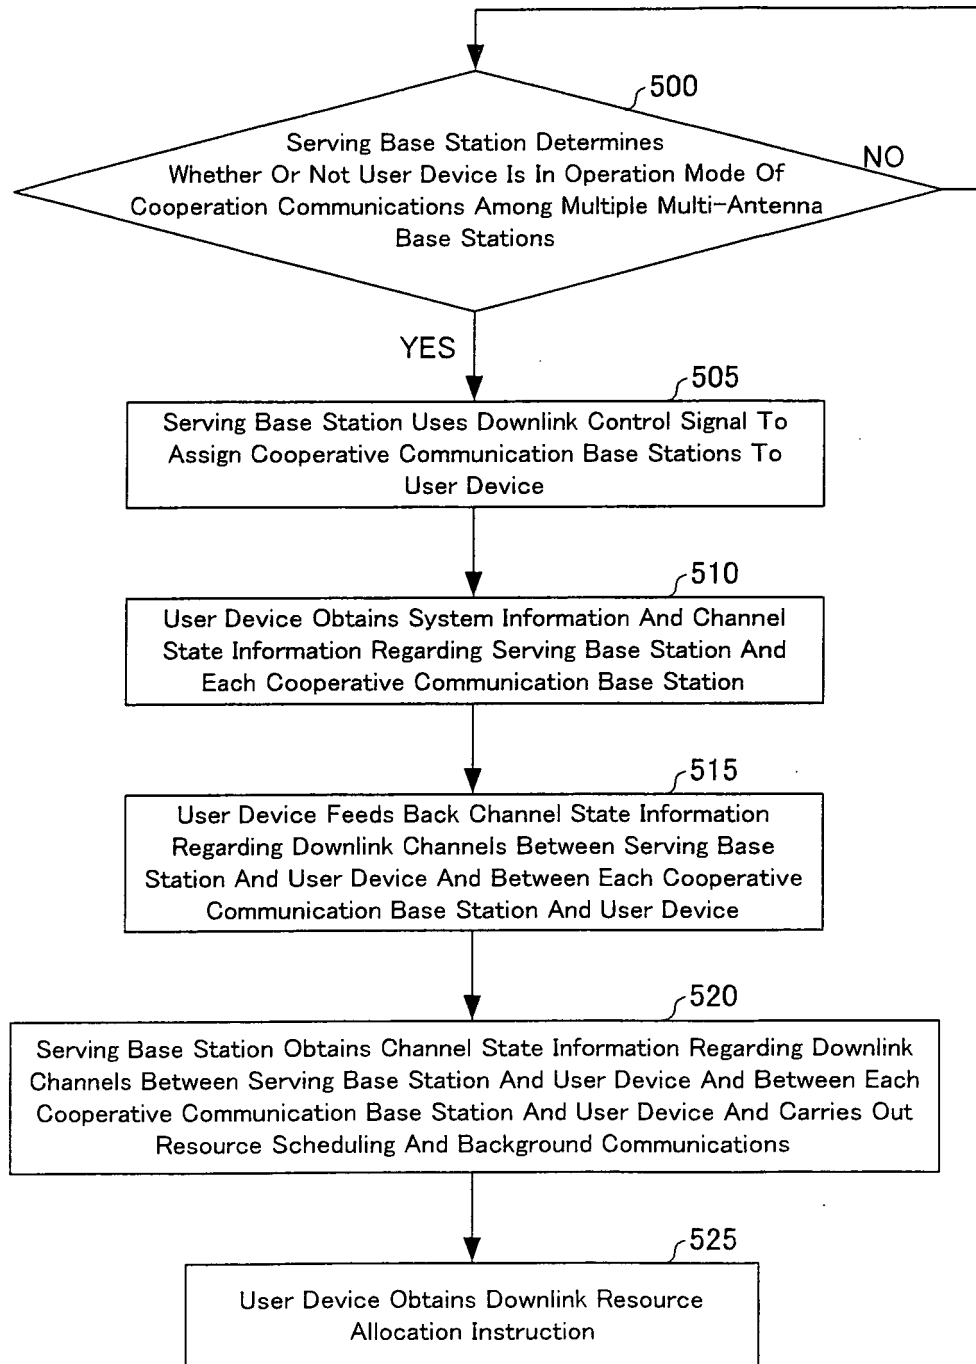 500
Serving Base Station Determines
Whether Or Not User Device Is In Operation Mode Of
Cooperation Communications Among Multiple Multi-Antenna
Base Stations
NO
YES
505
Serving Base Station Uses Downlink Control Signal To
Assign Cooperative Communication Base Stations To
User Device
510
User Device Obtains System Information And Channel
State Information Regarding Serving Base Station And
Each Cooperative Communication Base Station
515
User Device Feeds Back Channel State Information
Regarding Downlink Channels Between Serving Base
Station And User Device And Between Each Cooperative
Communication Base Station And User Device
520
Serving Base Station Obtains Channel State Information Regarding Downlink
Channels Between Serving Base Station And User Device And Between Each
Cooperative Communication Base Station And User Device And Carries Out
Resource Scheduling And Background Communications
525
User Device Obtains Downlink Resource
Allocation Instruction